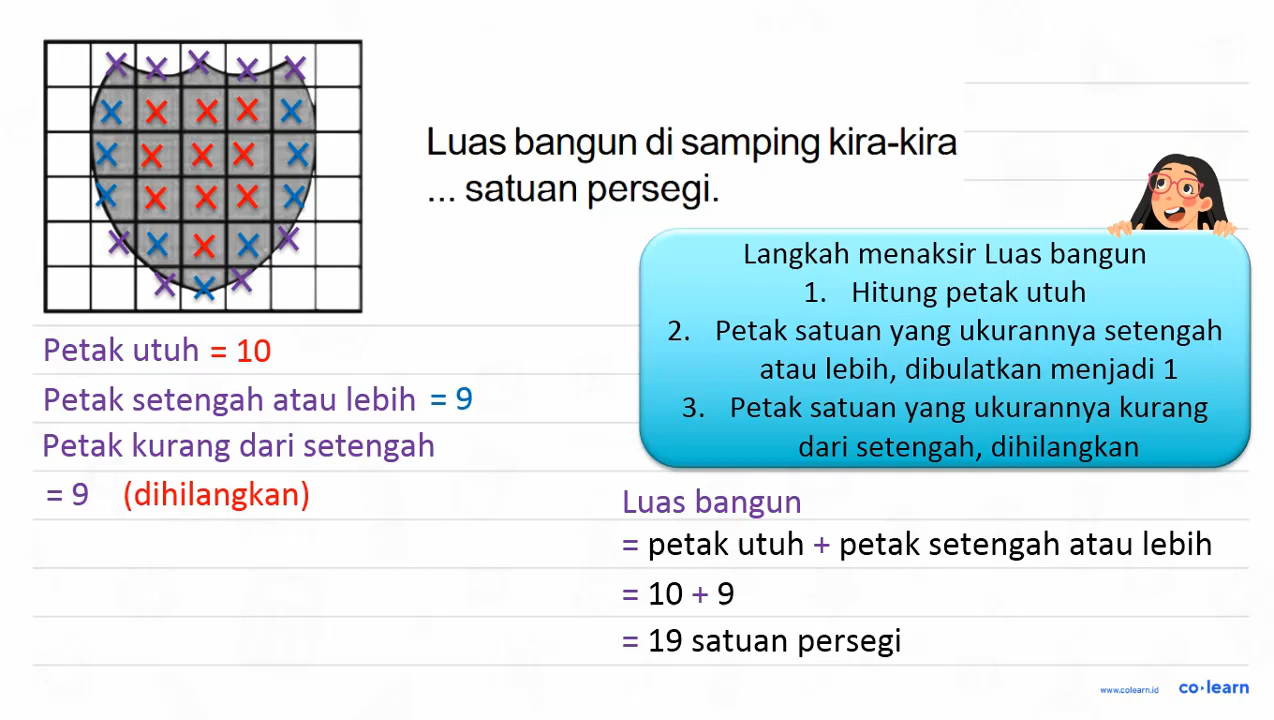 Luas bangun di samping kira-kira
... satuan persegi.
Langkah menaksir Luas bangun
1. Hitung petak utuh
2. Petak satuan yang ukurannya setengah
atau lebih, dibulatkan menjadi 1
3. Petak satuan yang ukurannya kurang
dari setengah, dihilangkan
Petak utuh = 10
Petak setengah atau lebih = 9
Petak kurang dari setengah
= 9 (dihilangkan)
Luas bangun
= petak utuh + petak setengah atau lebih
= 10 + 9
= 19 satuan persegi
www.colearn.id co·learn